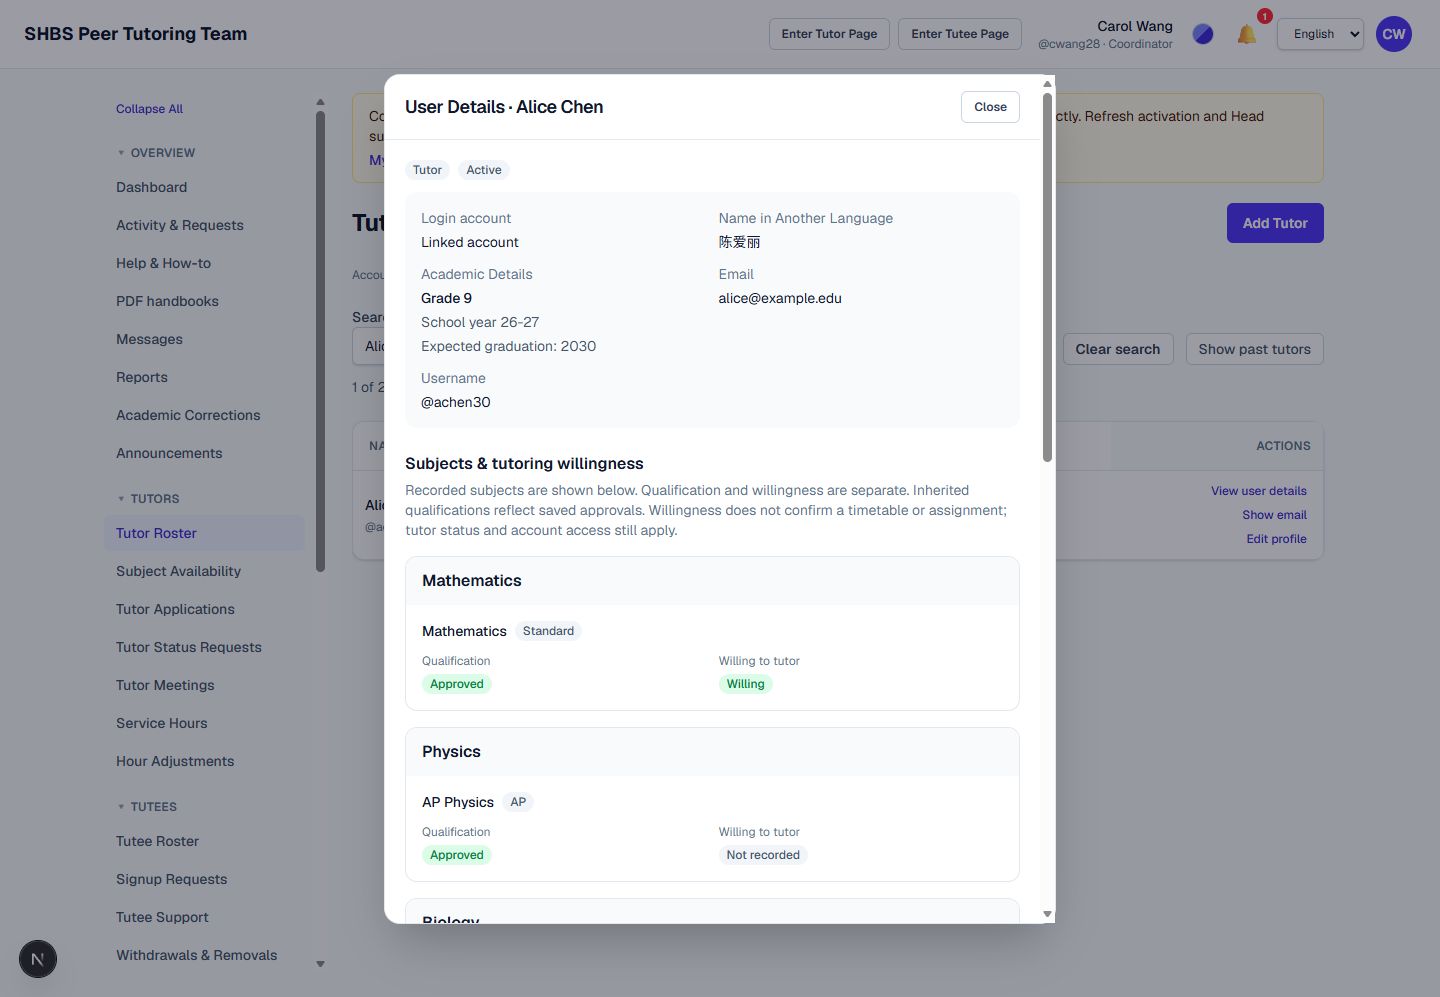 SHBS Peer Tutoring Team
Enter Tutor Page
Enter Tutee Page
Carol Wang
@cwang28 · Coordinator
1
English
CW
Collapse All
OVERVIEW
Dashboard
Activity & Requests
Help & How-to
PDF handbooks
Messages
Reports
Academic Corrections
Announcements
TUTORS
Tutor Roster
Subject Availability
Tutor Applications
Tutor Status Requests
Tutor Meetings
Service Hours
Hour Adjustments
TUTEES
Tutee Roster
Signup Requests
Tutee Support
Withdrawals & Removals
N
ctly. Refresh activation and Head
Add Tutor
Clear search
Show past tutors
1 of 2
ACTIONS
View user details
Show email
Edit profile
User Details · Alice Chen
Close
Tutor
Active
Login account
Linked account
Name in Another Language
陈爱丽
Academic Details
Grade 9
School year 26-27
Expected graduation: 2030
Email
alice@example.edu
Username
@achen30
Subjects & tutoring willingness
Recorded subjects are shown below. Qualification and willingness are separate. Inherited
qualifications reflect saved approvals. Willingness does not confirm a timetable or assignment;
tutor status and account access still apply.
Mathematics
Mathematics Standard
Qualification
Approved
Willing to tutor
Willing
Physics
AP Physics AP
Qualification
Approved
Willing to tutor
Not recorded
Biology